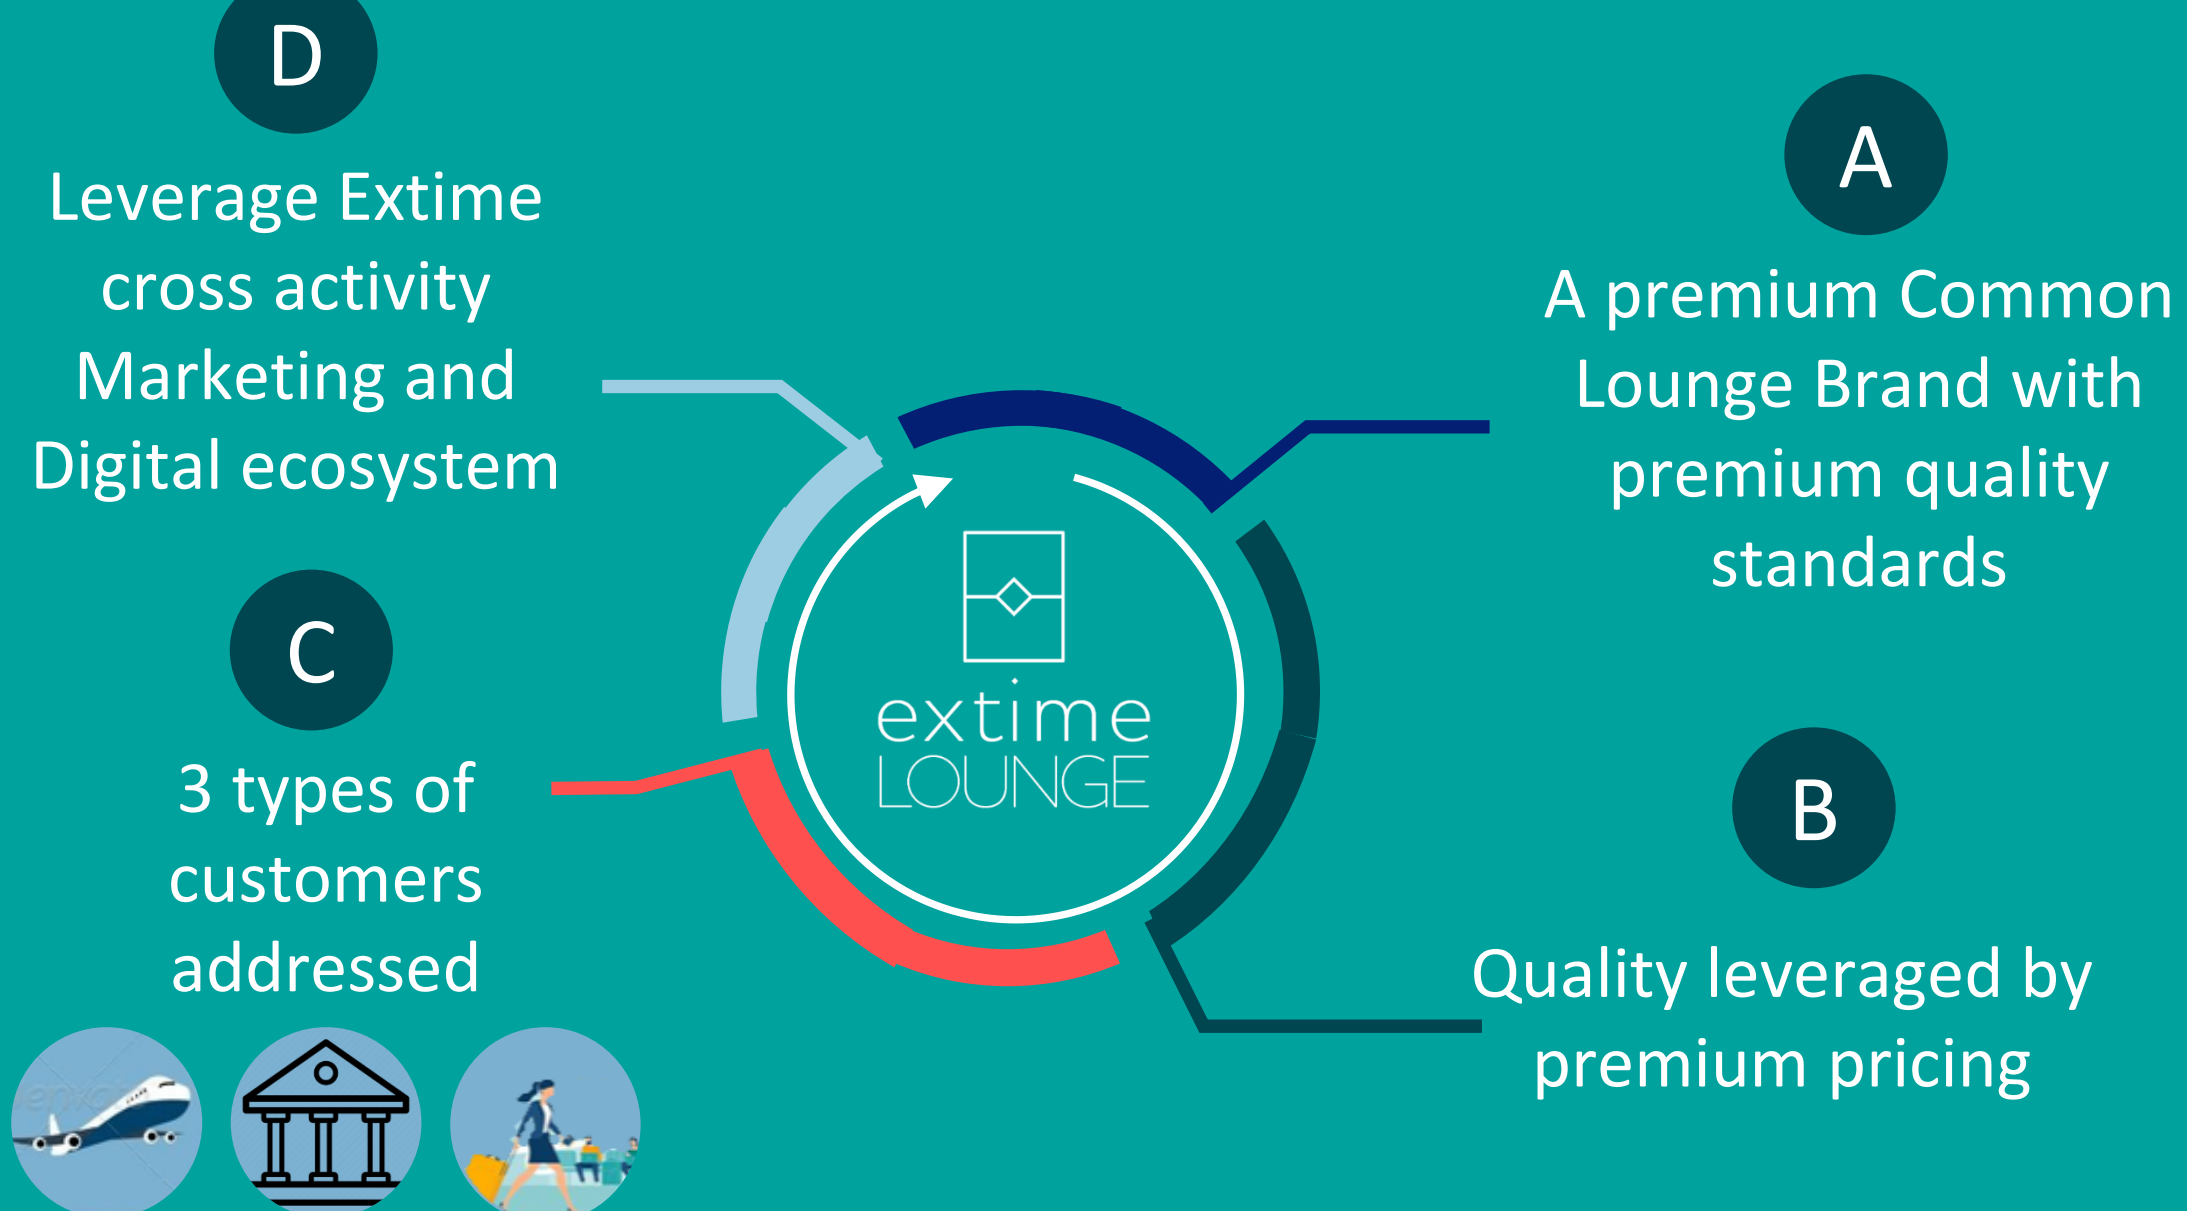 D
Leverage Extime
cross activity
Marketing and
Digital ecosystem
A
A premium Common
Lounge Brand with
premium quality
standards
extime
LOUNGE
C
3 types of
customers
addressed
B
Quality leveraged by
premium pricing